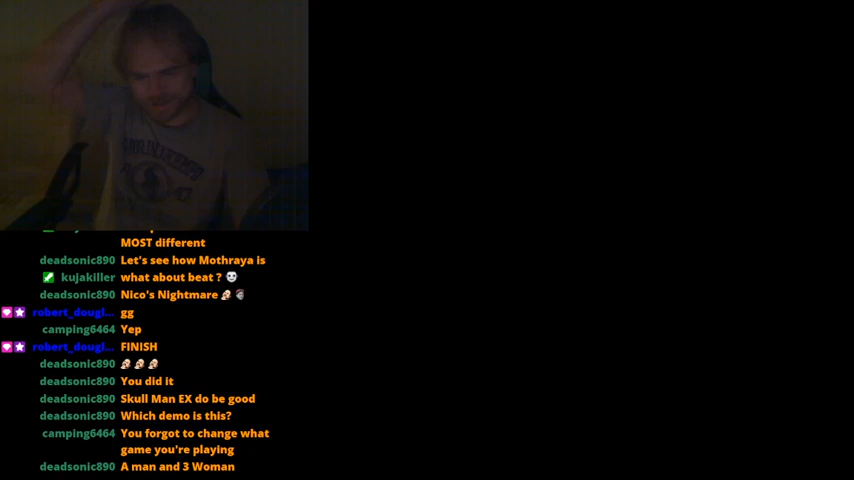 MOST different
deadsonic890 Let's see how Mothraya is
kujakiller what about beat ?
deadsonic890 Nico's Nightmare
robert_dougl... gg
camping6464 Yep
robert_dougl... FINISH
deadsonic890
deadsonic890 You did it
deadsonic890 Skull Man EX do be good
deadsonic890 Which demo is this?
camping6464 You forgot to change what
game you're playing
deadsonic890 A man and 3 Woman